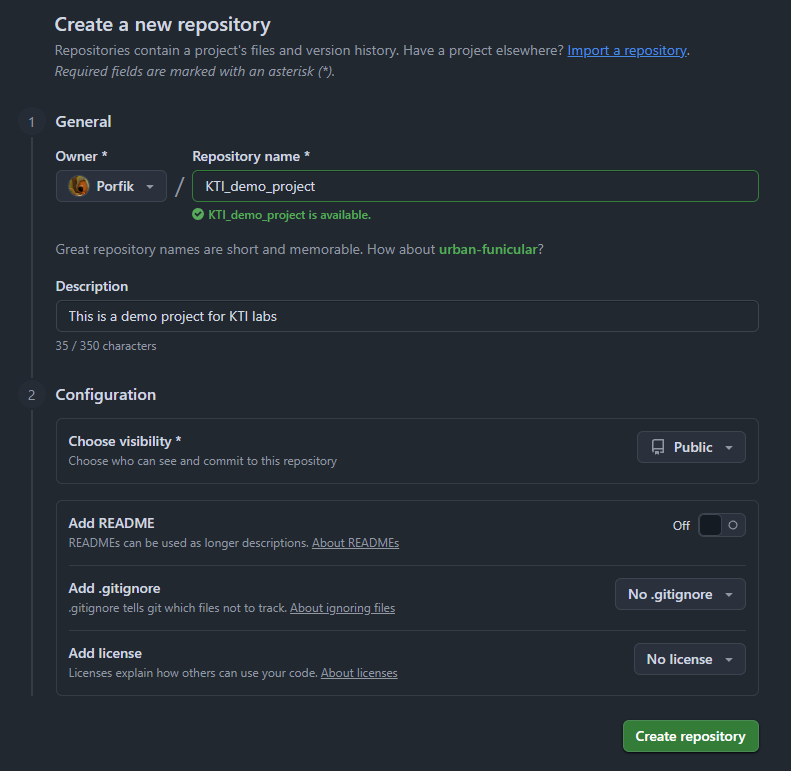 Create a new repository
Repositories contain a project's files and version history. Have a project elsewhere? Import a repository.
Required fields are marked with an asterisk (*).
1 General
Owner * Repository name *
Porfik / KTI_demo_project
KTI_demo_project is available.
Great repository names are short and memorable. How about urban-funicular?
Description
This is a demo project for KTI labs
35 / 350 characters
2 Configuration
Choose visibility * Public
Choose who can see and commit to this repository
Add README Off
READMEs can be used as longer descriptions. About READMEs
Add .gitignore No .gitignore
.gitignore tells git which files not to track. About ignoring files
Add license No license
Licenses explain how others can use your code. About licenses
Create repository